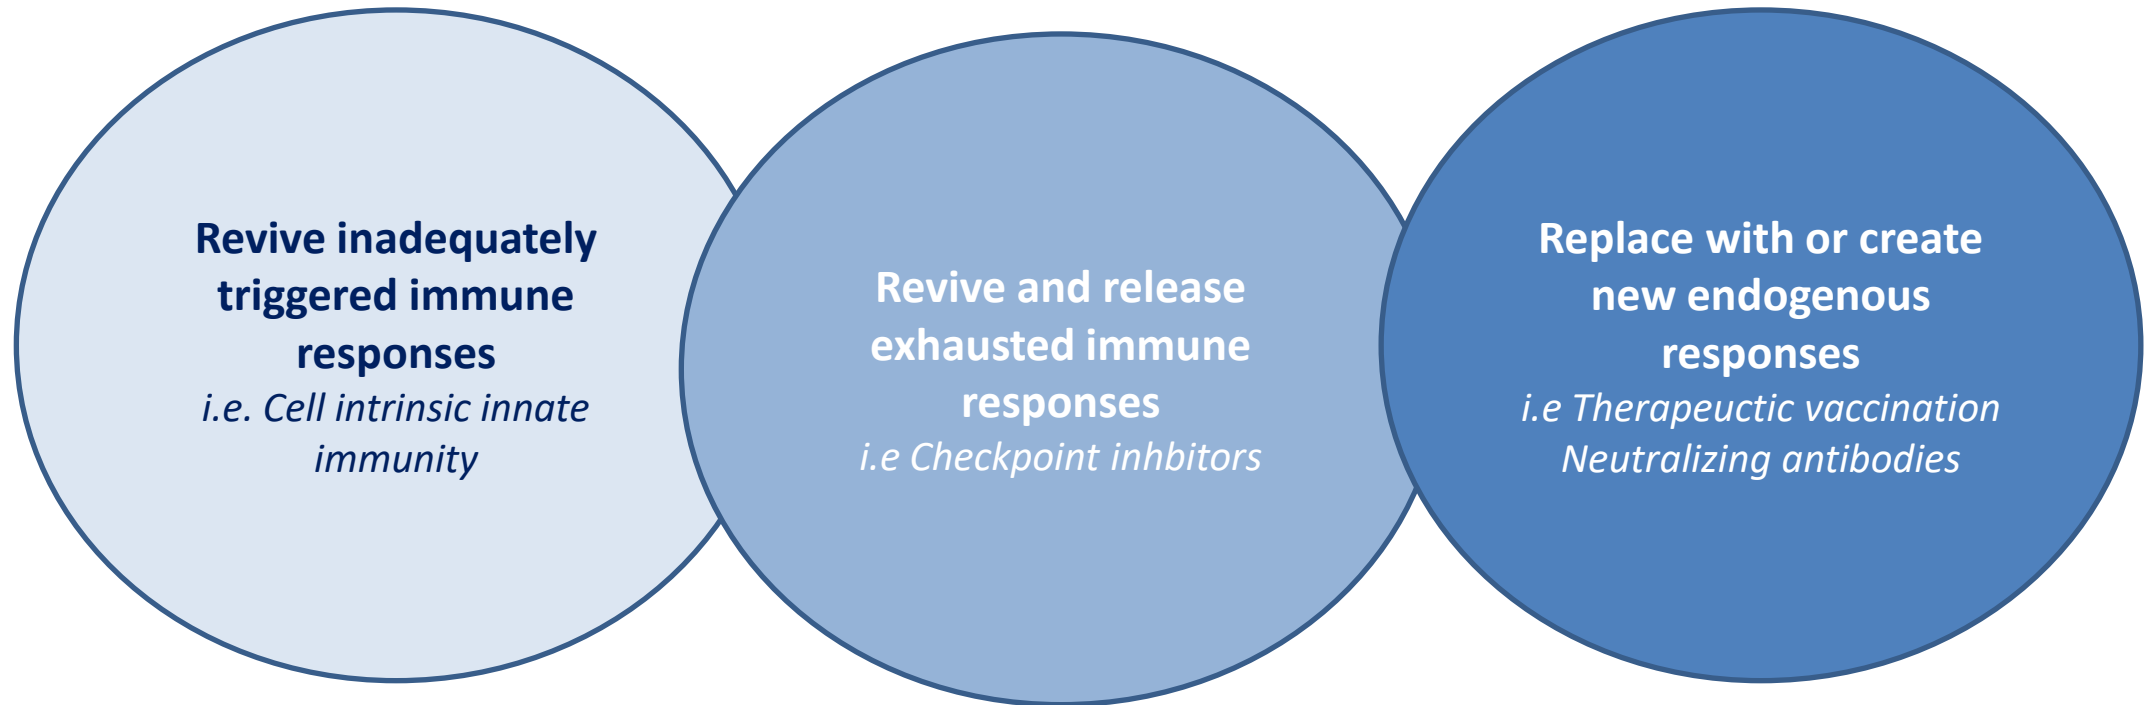 Revive inadequately
triggered immune
responses
i.e. Cell intrinsic innate
immunity
Revive and release
exhausted immune
responses
i.e Checkpoint inhbitors
Replace with or create
new endogenous
responses
i.e Therapeuctic vaccination
Neutralizing antibodies